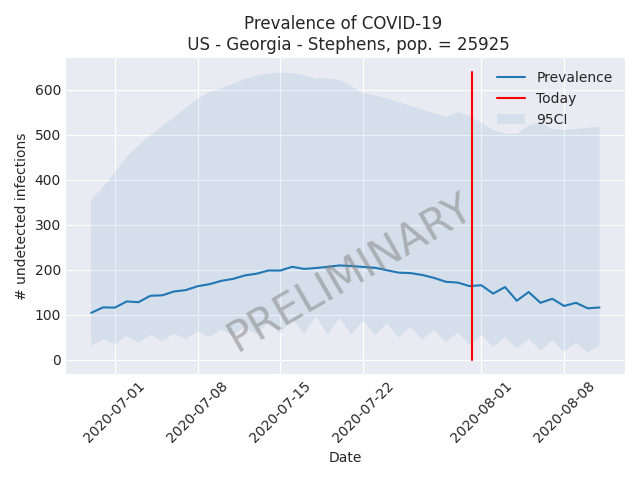 Prevalence of COVID-19
US - Georgia - Stephens, pop. = 25925
Prevalence
Today
95CI
600
500
400
300
200
100
0
# undetected infections
PRELIMINARY
2020-07-01
2020-07-08
2020-07-15
2020-07-22
2020-08-01
2020-08-08
Date